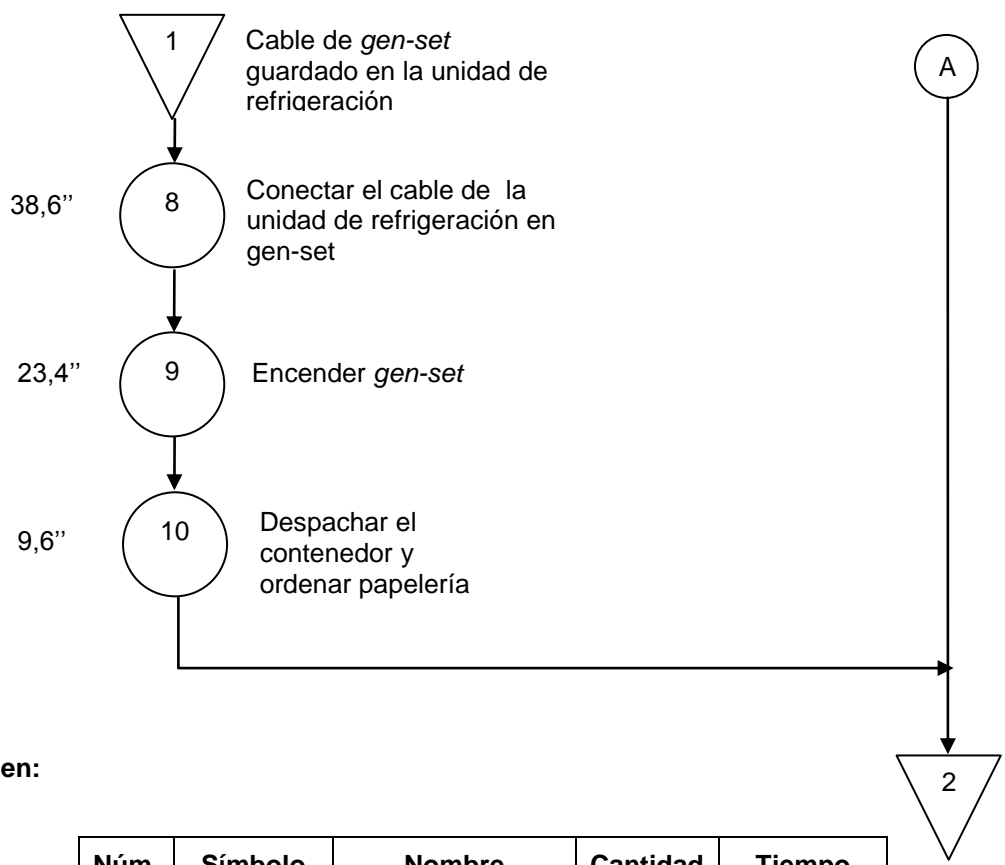 1
Cable de gen-set
guardado en la unidad de
refrigeración
A
38,6’’
8
Conectar el cable de la
unidad de refrigeración en
gen-set
23,4’’
9
Encender gen-set
9,6’’
10
Despachar el
contenedor y
ordenar papelería
en:
2
Núm Símbolo Nombre Cantidad Tiempo